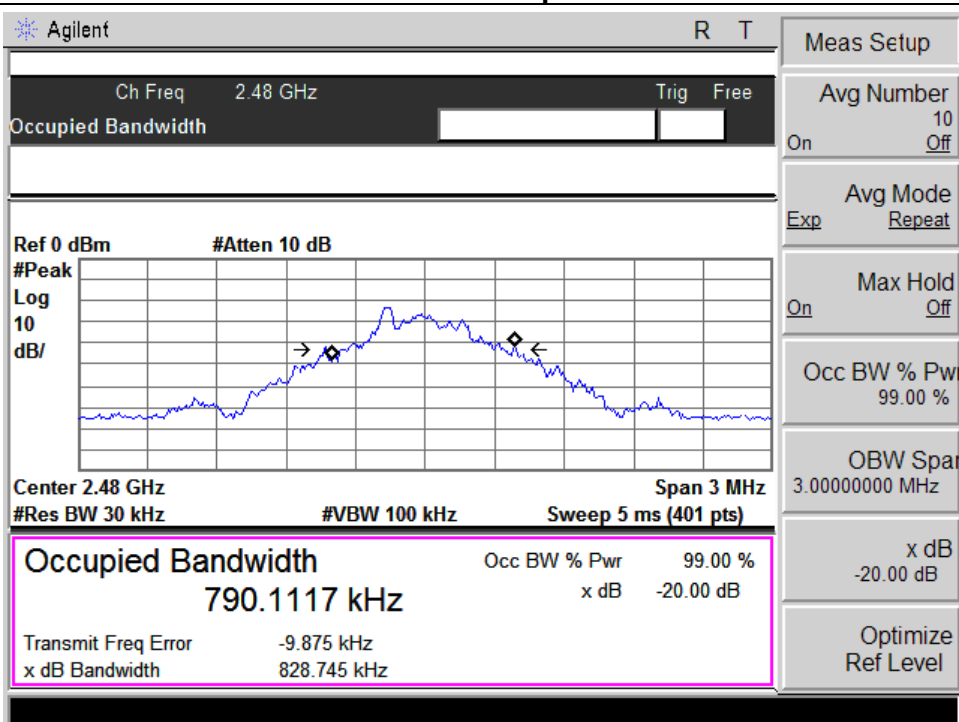 Agilent R T
Ch Freq 2.48 GHz Trig Free
Occupied Bandwidth
Ref 0 dBm #Atten 10 dB
#Peak
Log
10
dB/
Center 2.48 GHz Span 3 MHz
#Res BW 30 kHz #VBW 100 kHz Sweep 5 ms (401 pts)
Occupied Bandwidth Occ BW % Pwr 99.00 %
790.1117 kHz x dB -20.00 dB
Transmit Freq Error -9.875 kHz
x dB Bandwidth 828.745 kHz
Meas Setup
Avg Number
10
On Off
Avg Mode
Exp Repeat
Max Hold
On Off
Occ BW % Pwr
99.00 %
OBW Span
3.00000000 MHz
x dB
-20.00 dB
Optimize
Ref Level